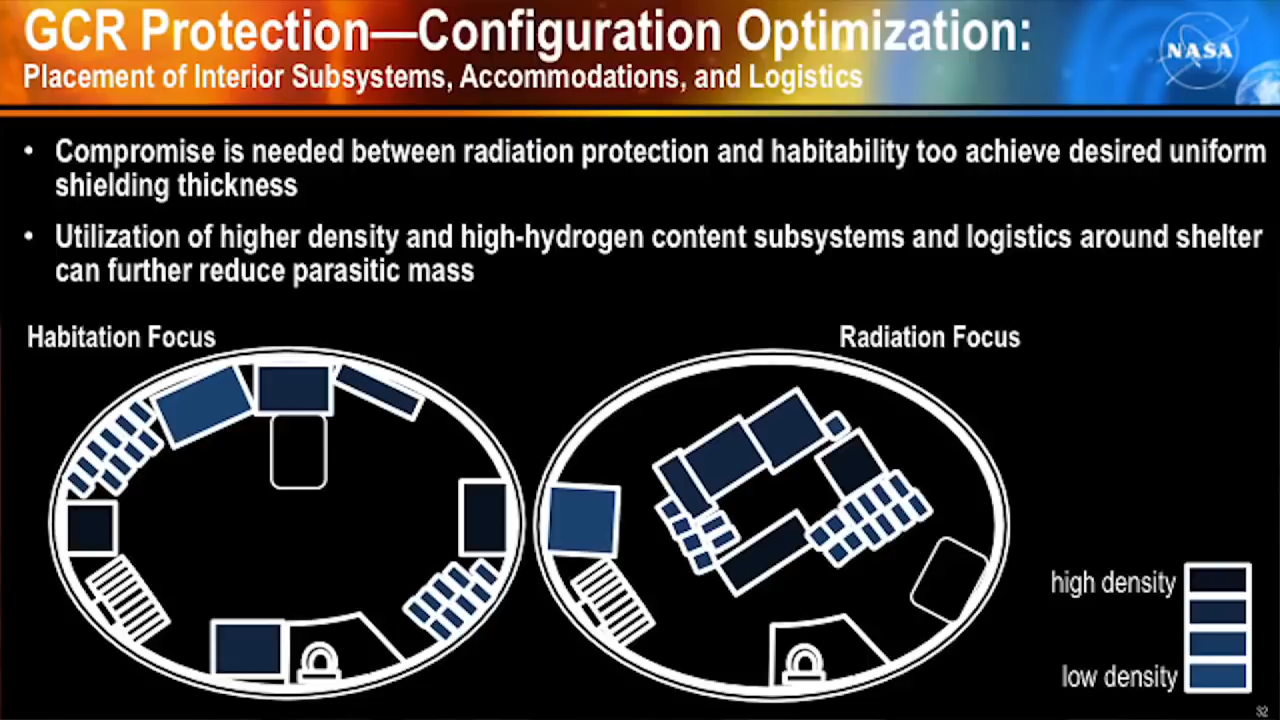 GCR Protection—Configuration Optimization:
Placement of Interior Subsystems, Accommodations, and Logistics
NASA
• Compromise is needed between radiation protection and habitability too achieve desired uniform
shielding thickness
• Utilization of higher density and high-hydrogen content subsystems and logistics around shelter
can further reduce parasitic mass
Habitation Focus
Radiation Focus
high density
low density
32